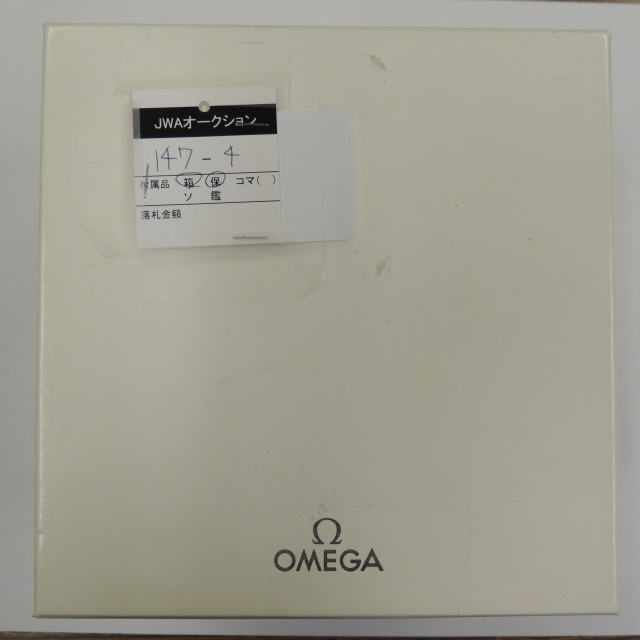 JWAオークション
147-4
付属品 箱 保 コマ( )
ソ 鑑
落札金額
Ω
OMEGA